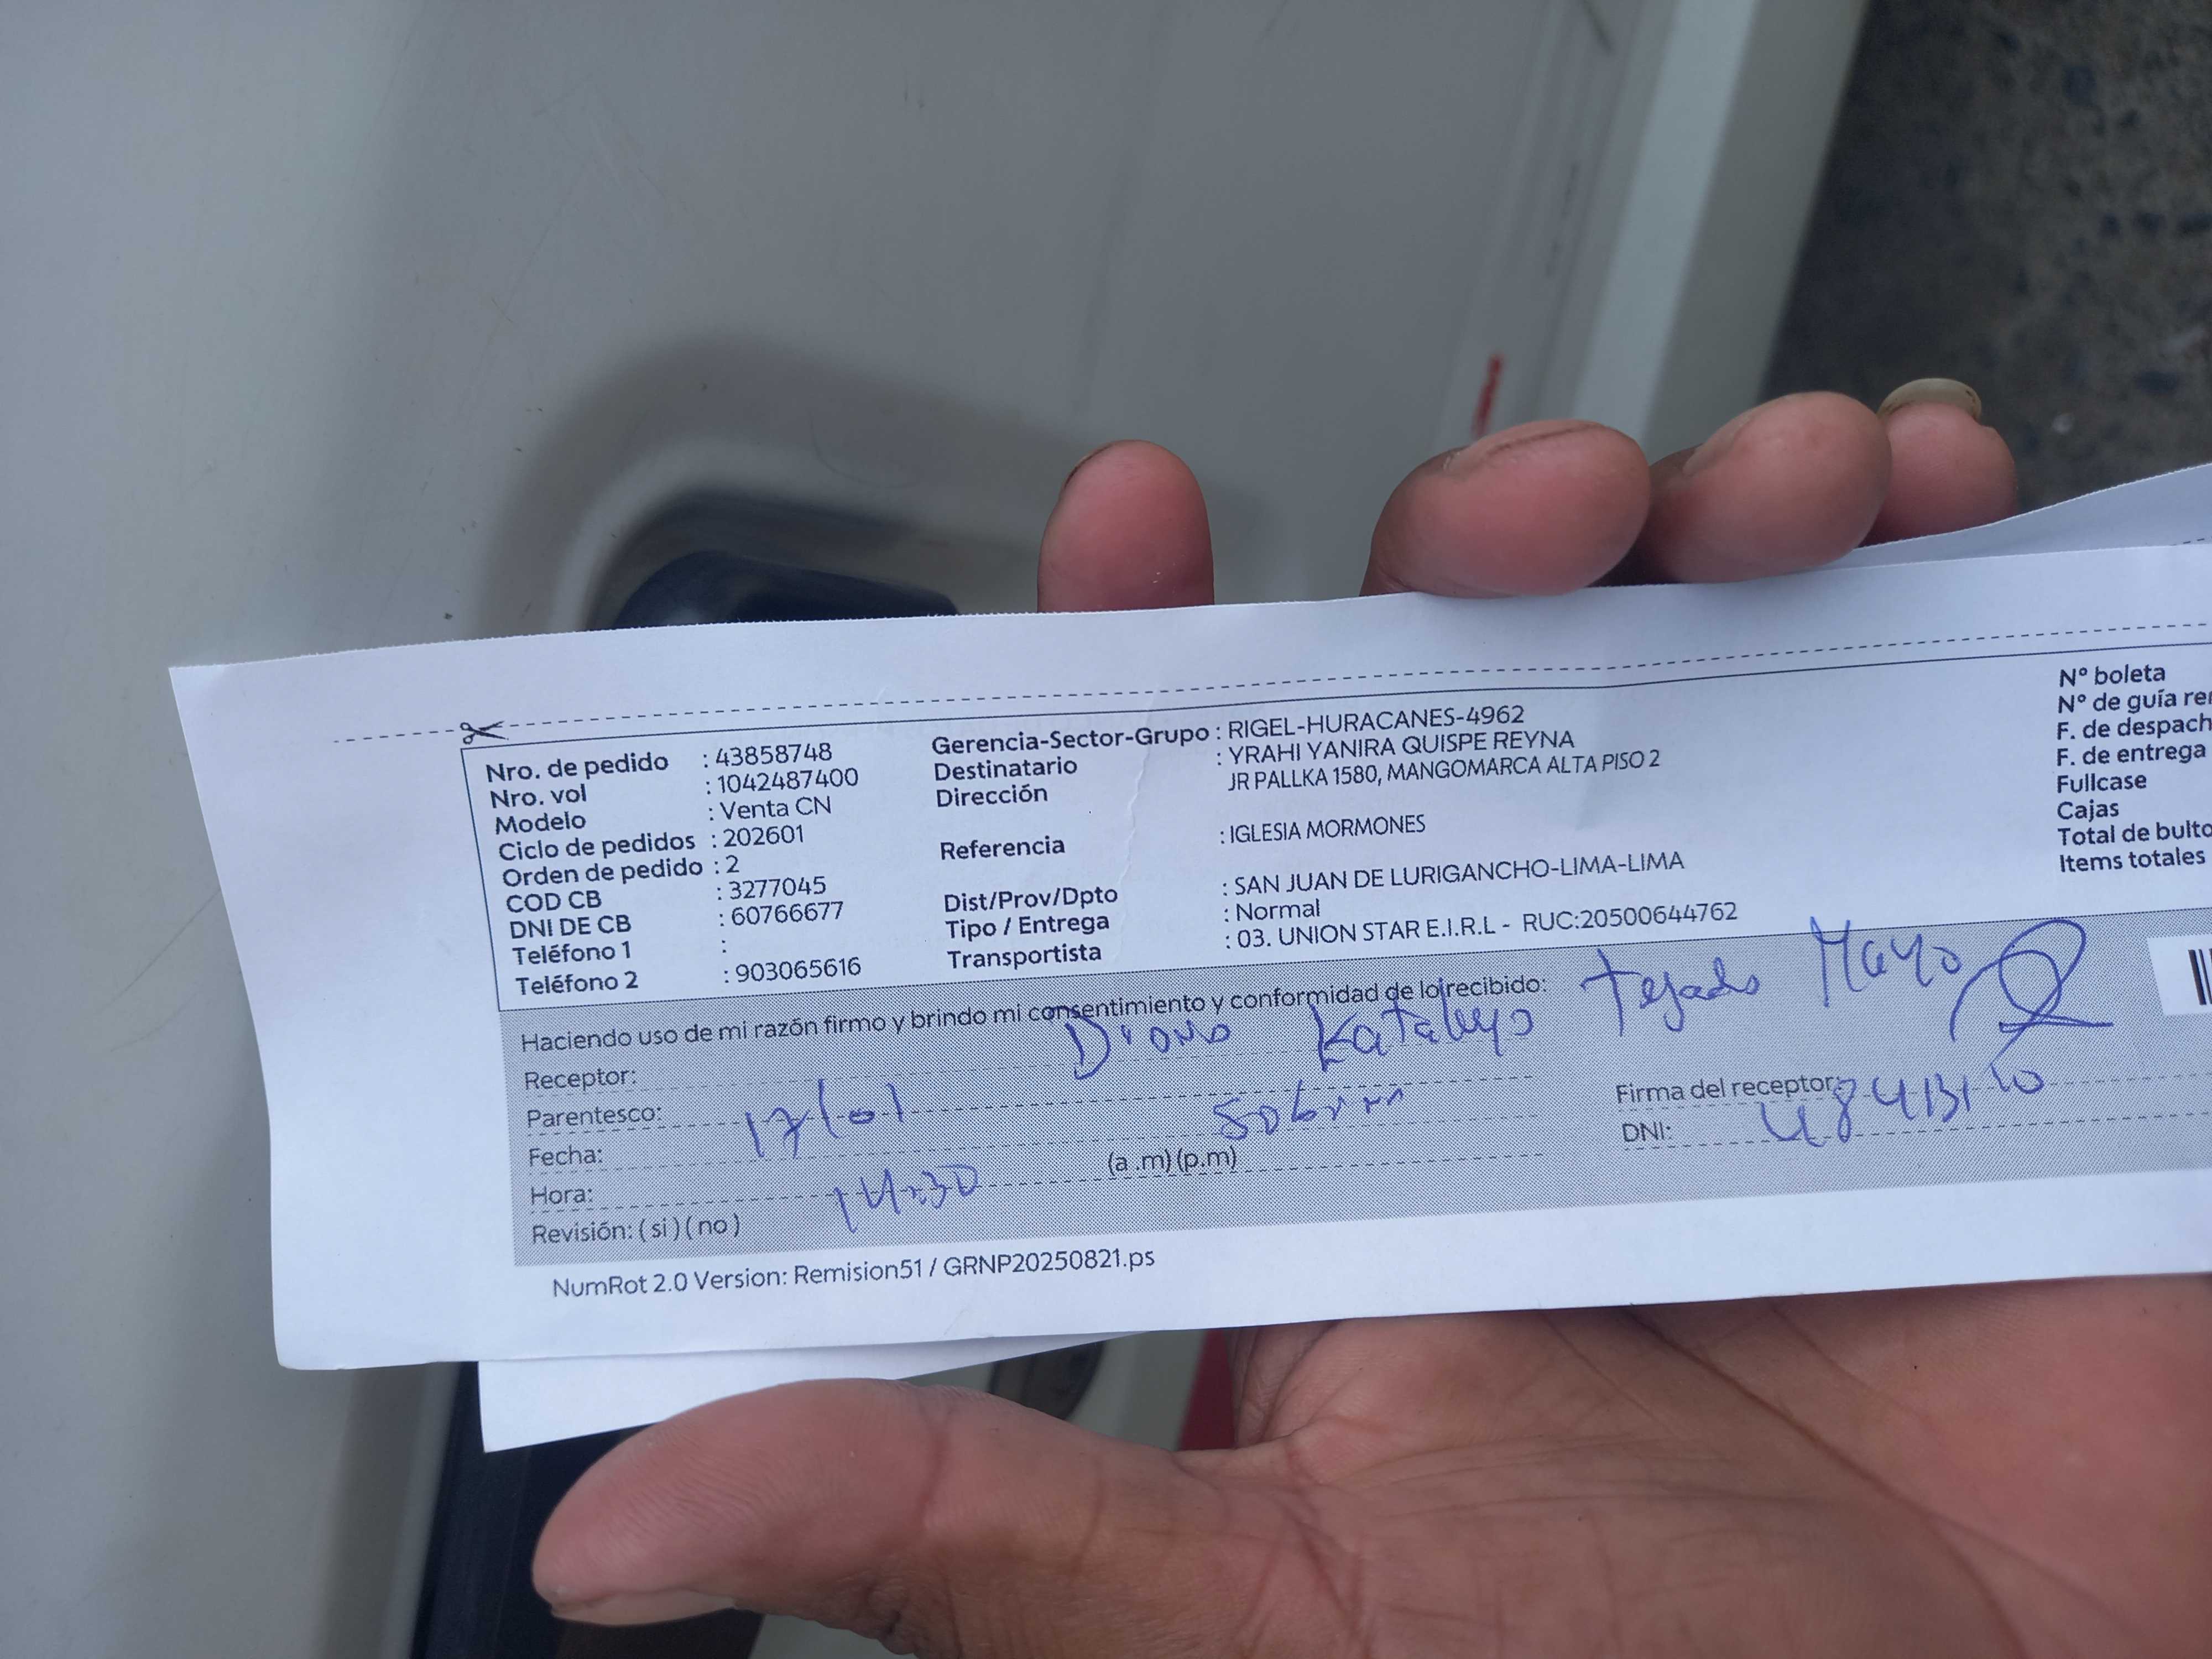 Nro. de pedido : 43858748
Nro. vol : 1042487400
Modelo : Venta CN
Ciclo de pedidos : 202601
Orden de pedido : 2
COD CB : 3277045
DNI DE CB : 60766677
Teléfono 1 :
Teléfono 2 : 903065616
Gerencia-Sector-Grupo : RIGEL-HURACANES-4962
Destinatario : YRAHI YANIRA QUISPE REYNA
Dirección JR PALLKA 1580, MANGOMARCA ALTA PISO 2
Referencia : IGLESIA MORMONES
Dist/Prov/Dpto : SAN JUAN DE LURIGANCHO-LIMA-LIMA
Tipo / Entrega : Normal
Transportista : 03. UNION STAR E.I.R.L - RUC:20500644762
Nº boleta
Nº de guía
F. de
F. de entrega
Fullcase
Cajas
Total de
Items totales
Haciendo uso de mi razón firmo y brindo mi consentimiento y conformidad de lo recibido:
Tejado Mayo
Receptor:
Parentesco:
Fecha: 17/01
Hora: 14:30 (a .m) (p.m)
Revisión: ( si ) ( no )
Firma del receptor:
DNI:
NumRot 2.0 Version: Remision51 / GRNP20250821.ps